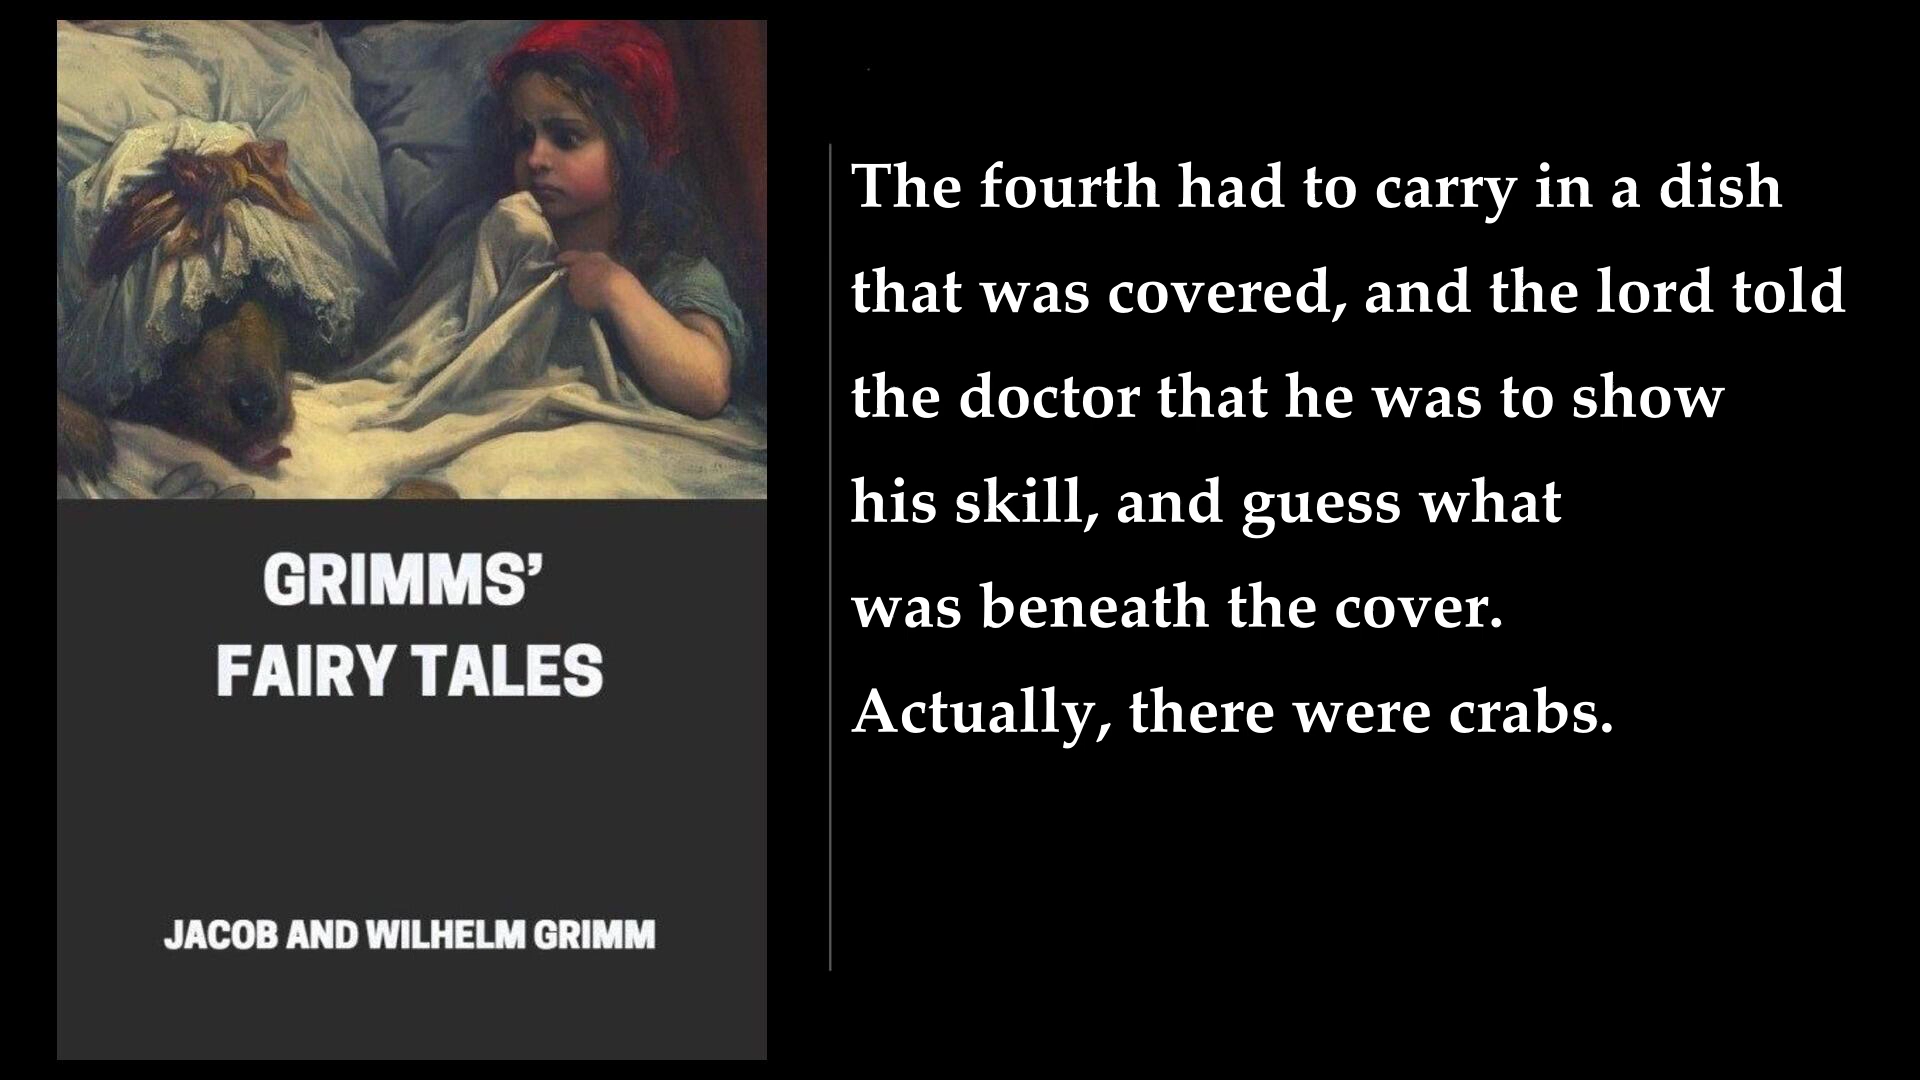 GRIMMS’
FAIRY TALES
JACOB AND WILHELM GRIMM
The fourth had to carry in a dish
that was covered, and the lord told
the doctor that he was to show
his skill, and guess what
was beneath the cover.
Actually, there were crabs.